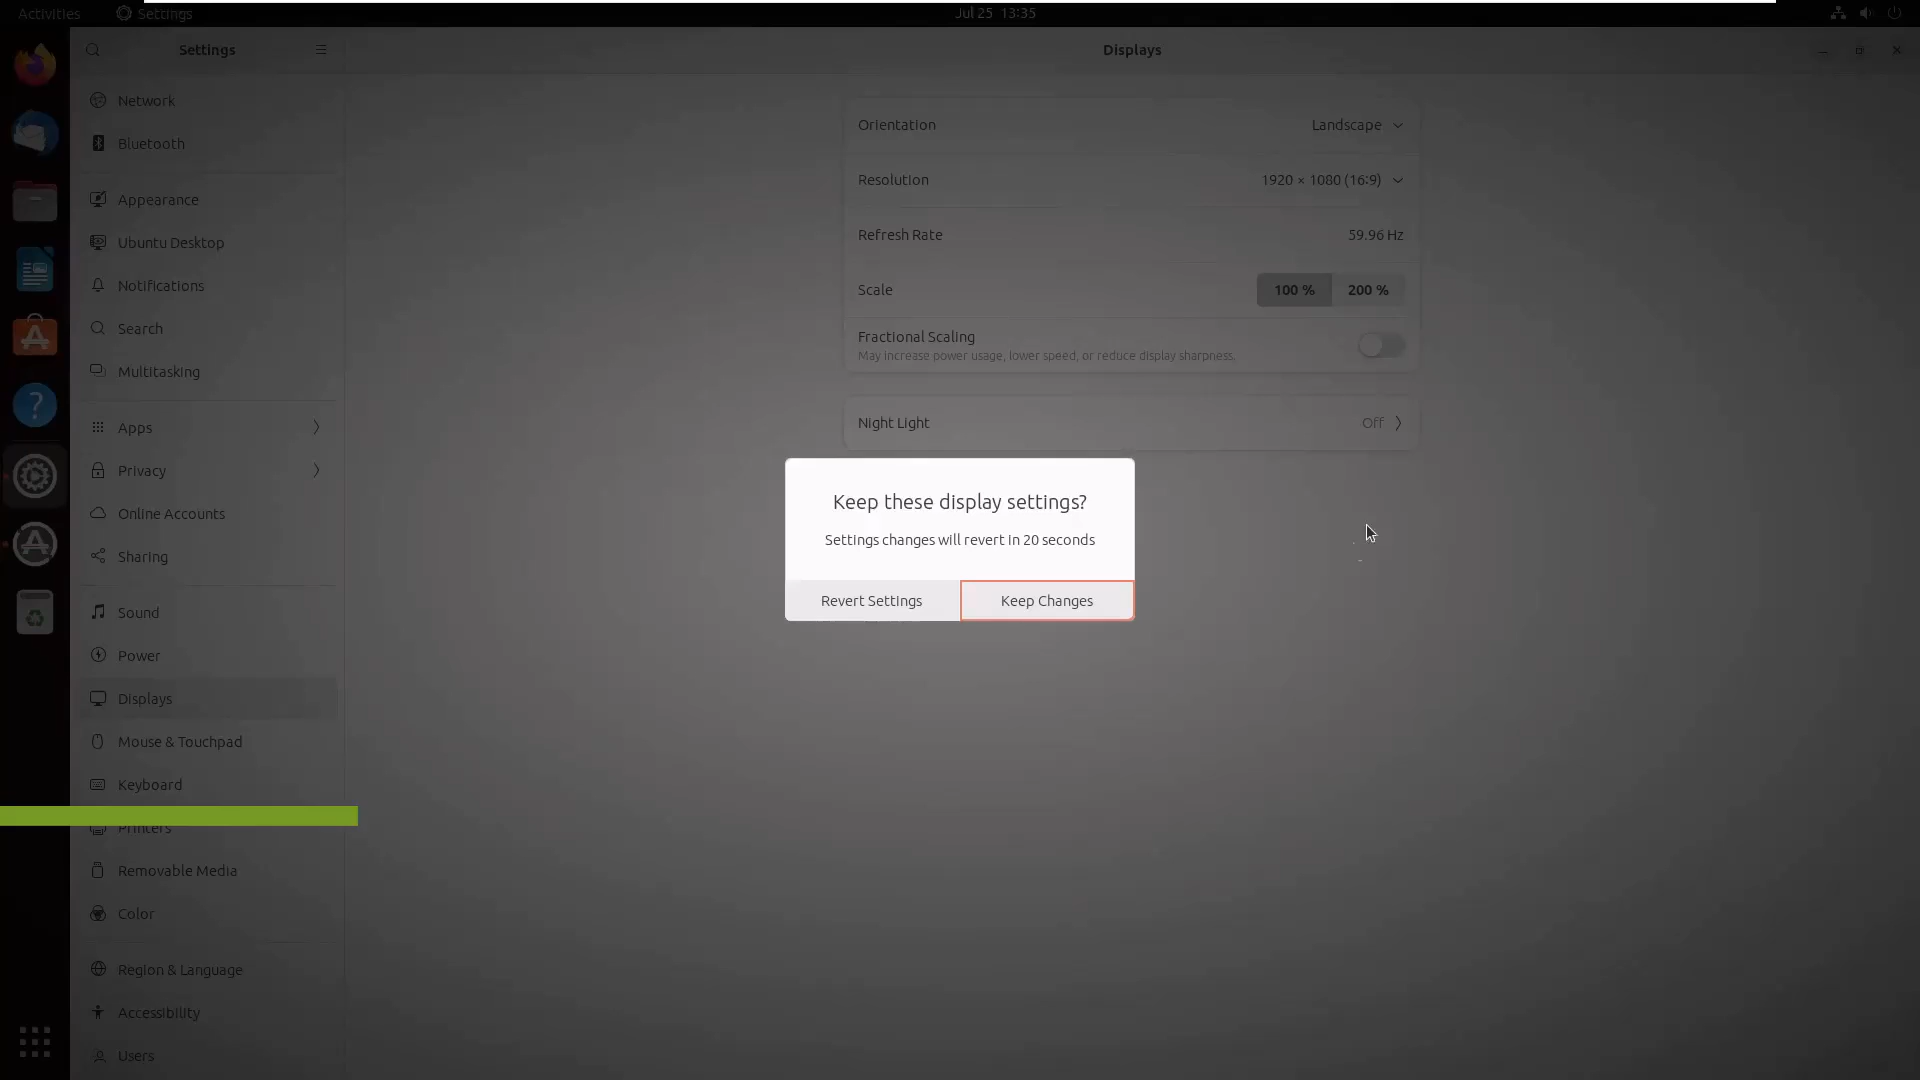 Activities
Settings
Jul 25 13:35
Settings
Displays
Network
Bluetooth
Appearance
Ubuntu Desktop
Notifications
Search
Multitasking
Apps
Privacy
Online Accounts
Sharing
Sound
Power
Displays
Mouse & Touchpad
Keyboard
Printers
Removable Media
Color
Region & Language
Accessibility
Users
Orientation
Landscape
Resolution
1920 × 1080 (16:9)
Refresh Rate
59.96 Hz
Scale
100 %
200 %
Fractional Scaling
May increase power usage, lower speed, or reduce display sharpness.
Night Light
Off
Keep these display settings?
Settings changes will revert in 20 seconds
Revert Settings
Keep Changes